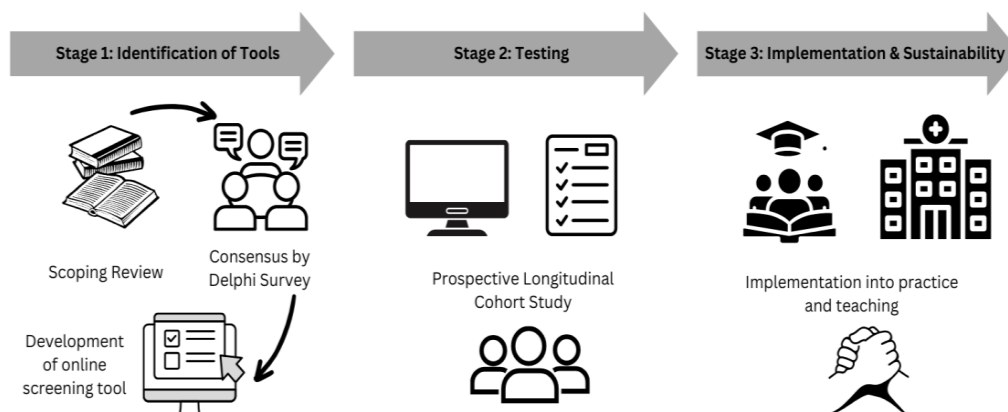 Stage 1: Identification of Tools
Stage 2: Testing
Stage 3: Implementation & Sustainability
Scoping Review
Consensus by
Delphi Survey
Development
of online
screening tool
Prospective Longitudinal
Cohort Study
Implementation into practice
and teaching